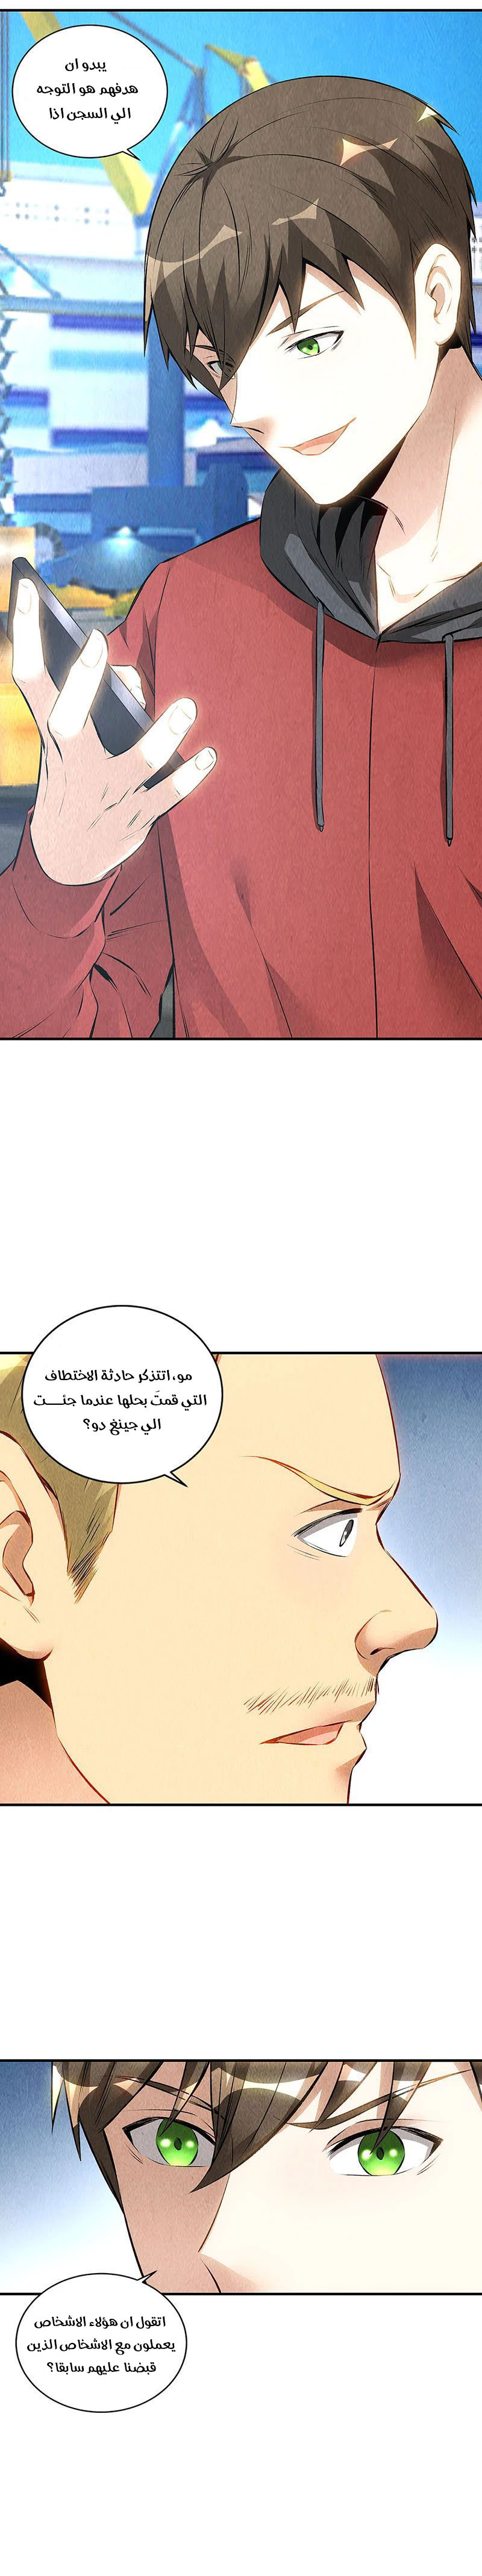 يبدو ان
هدفهم هو التوجه
الي السجن اذا
مو، اتتذكر حادثة الاختطاف
التي قمتَ بحلها عندما جئـــت
الي جينغ دو؟
اتقول ان هؤلاء الاشخاص
يعملون مع الاشخاص الذين
قبضنا عليهم سابقا؟